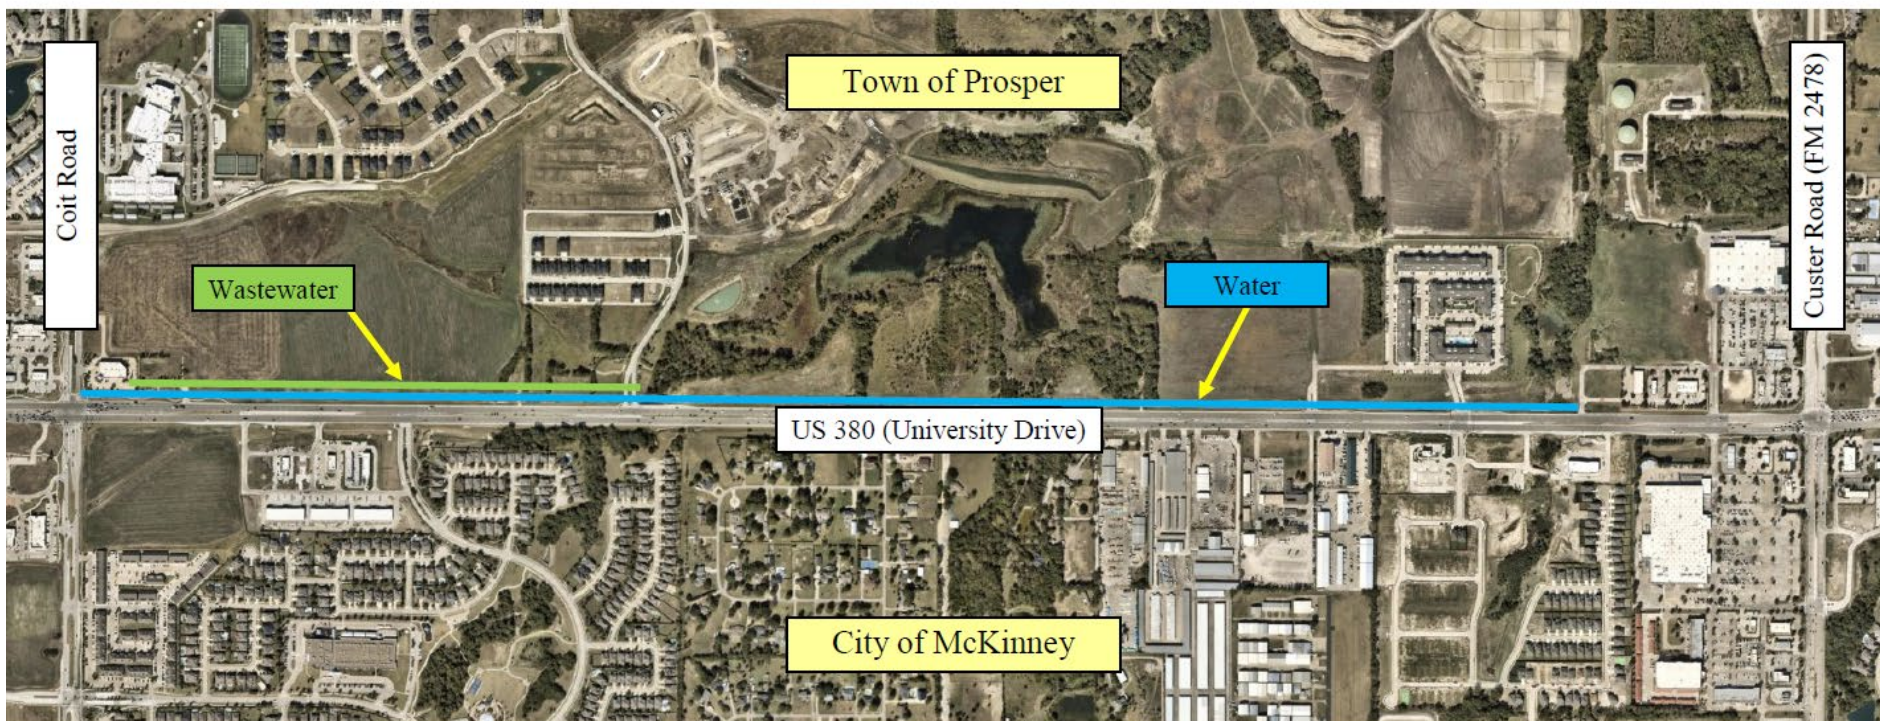 Town of Prosper
Coit Road
Custer Road (FM 2478)
Wastewater
Water
US 380 (University Drive)
City of McKinney